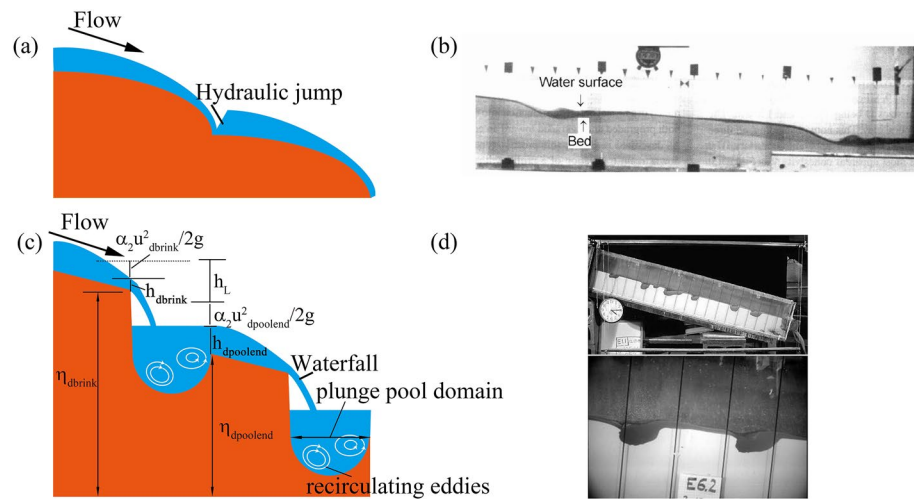 (a)
Flow
Hydraulic jump
(b)
Water surface
Bed
(c)
Flow
α₂u²dbrink/2g
hdbrink
hL
α₂u²dpoolend/2g
hdpoolend
ηdbrink
ηdpoolend
Waterfall
plunge pool domain
recirculating eddies
(d)
E6.2